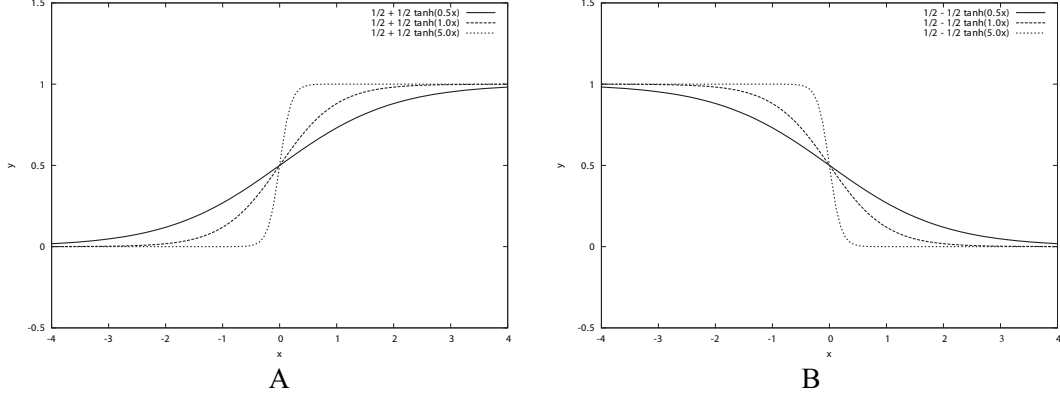 1.5
1/2 + 1/2 tanh(0.5x)
1/2 + 1/2 tanh(1.0x)
1/2 + 1/2 tanh(5.0x)
1
y
0.5
0
-0.5
-4 -3 -2 -1 0 1 2 3 4
x
A
1.5
1/2 - 1/2 tanh(0.5x)
1/2 - 1/2 tanh(1.0x)
1/2 - 1/2 tanh(5.0x)
1
y
0.5
0
-0.5
-4 -3 -2 -1 0 1 2 3 4
x
B